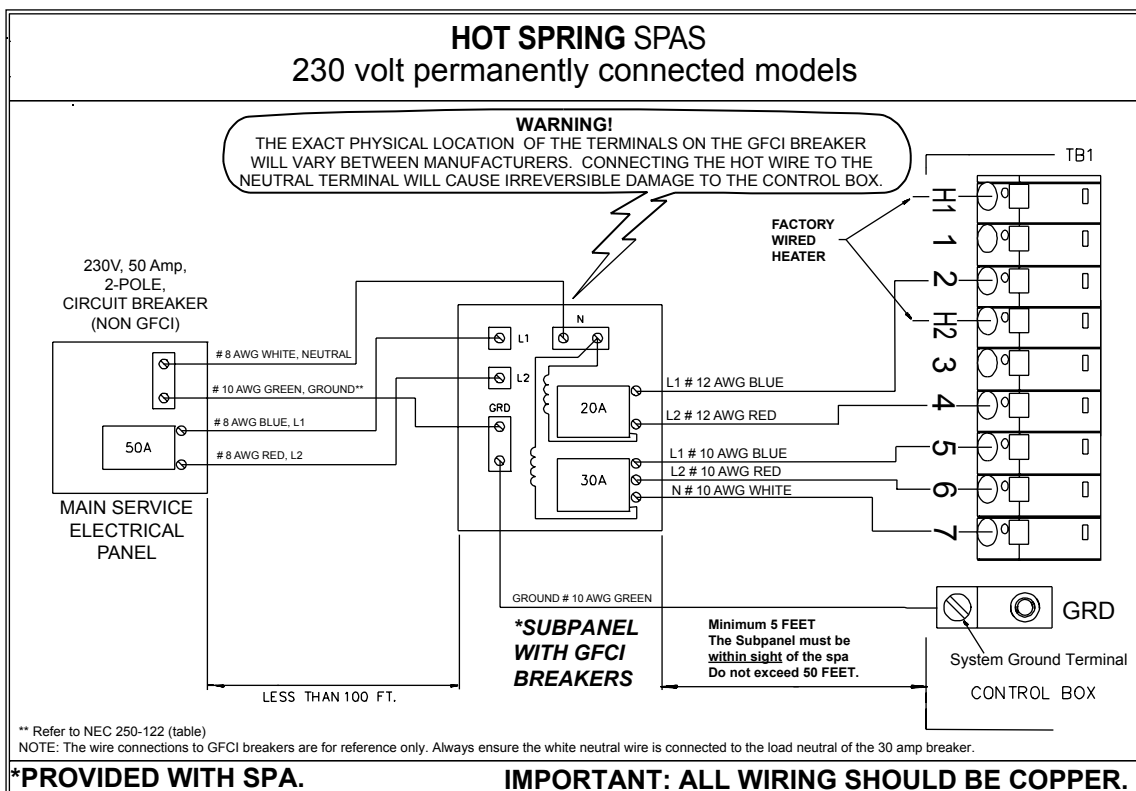 HOT SPRING SPAS
230 volt permanently connected models
WARNING!
THE EXACT PHYSICAL LOCATION OF THE TERMINALS ON THE GFCI BREAKER
WILL VARY BETWEEN MANUFACTURERS. CONNECTING THE HOT WIRE TO THE
NEUTRAL TERMINAL WILL CAUSE IRREVERSIBLE DAMAGE TO THE CONTROL BOX.
TB1
H1
1
2
H2
3
4
5
6
7
FACTORY
WIRED
HEATER
230V, 50 Amp,
2-POLE,
CIRCUIT BREAKER
(NON GFCI)
# 8 AWG WHITE, NEUTRAL
# 10 AWG GREEN, GROUND**
# 8 AWG BLUE, L1
# 8 AWG RED, L2
50A
MAIN SERVICE
ELECTRICAL
PANEL
N
L1
L2
GRD
20A
30A
L1 # 12 AWG BLUE
L2 # 12 AWG RED
L1 # 10 AWG BLUE
L2 # 10 AWG RED
N # 10 AWG WHITE
GROUND # 10 AWG GREEN
*SUBPANEL
WITH GFCI
BREAKERS
Minimum 5 FEET
The Subpanel must be
within sight of the spa
Do not exceed 50 FEET.
GRD
System Ground Terminal
CONTROL BOX
LESS THAN 100 FT.
** Refer to NEC 250-122 (table)
NOTE: The wire connections to GFCI breakers are for reference only. Always ensure the white neutral wire is connected to the load neutral of the 30 amp breaker.
*PROVIDED WITH SPA.
IMPORTANT: ALL WIRING SHOULD BE COPPER.